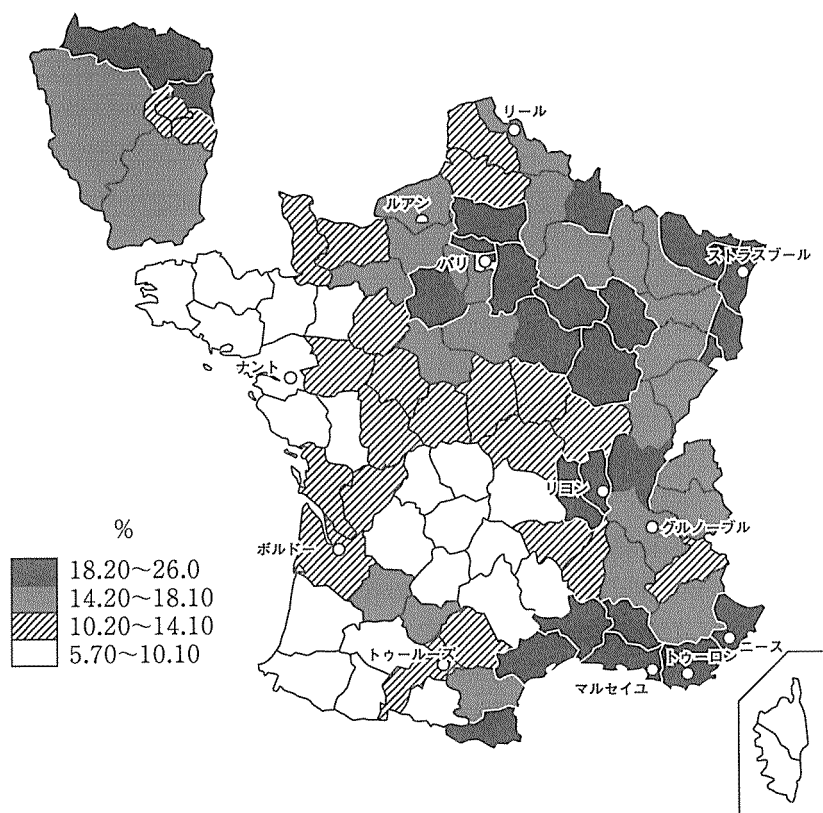 リール
ルアン
パリ
ストラスブール
ナント
リヨン
グルノーブル
ボルドー
トゥールーズ
ニース
トゥーロン
マルセイユ
%
18.20〜26.0
14.20〜18.10
10.20〜14.10
5.70〜10.10